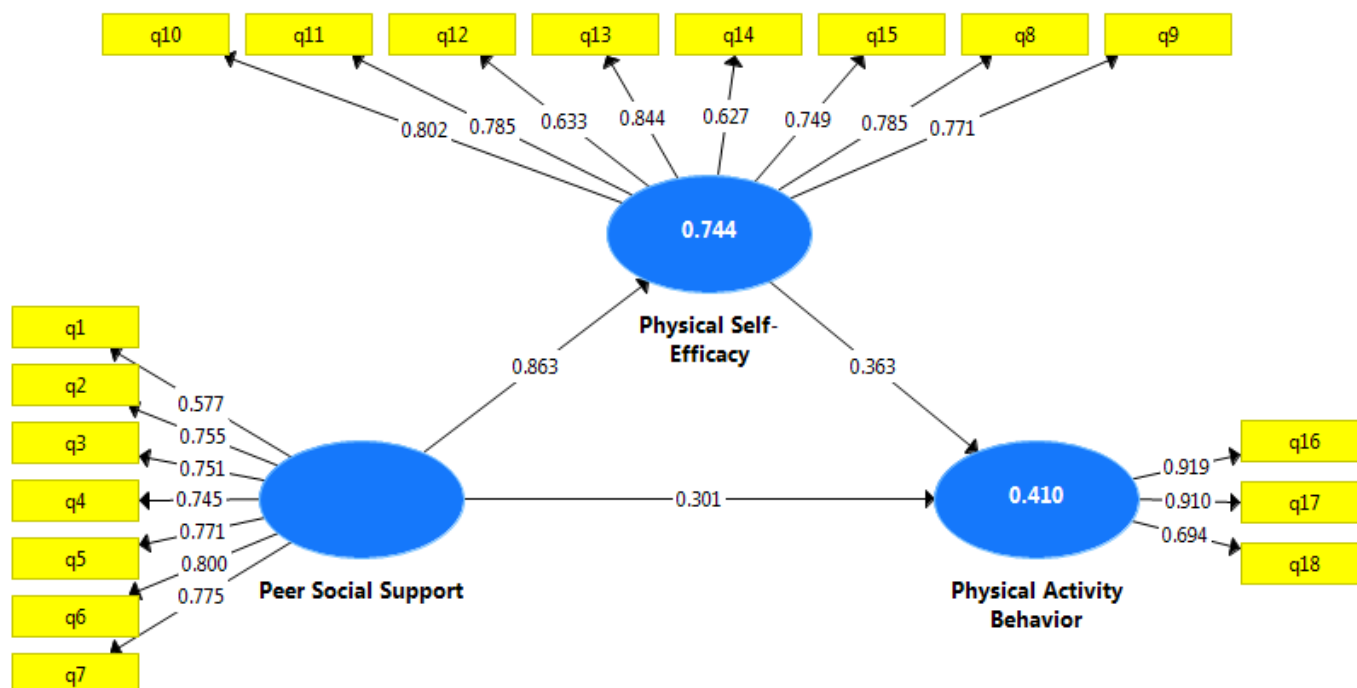 q10 q11 q12 q13 q14 q15 q8 q9
0.802 0.785 0.633 0.844 0.627 0.749 0.785 0.771
0.744
Physical Self-
Efficacy
q1
q2
q3
q4
q5
q6
q7
0.577
0.755
0.751
0.745
0.771
0.800
0.775
0.863
0.363
0.301
Peer Social Support
0.410
Physical Activity
Behavior
0.919
0.910
0.694
q16
q17
q18